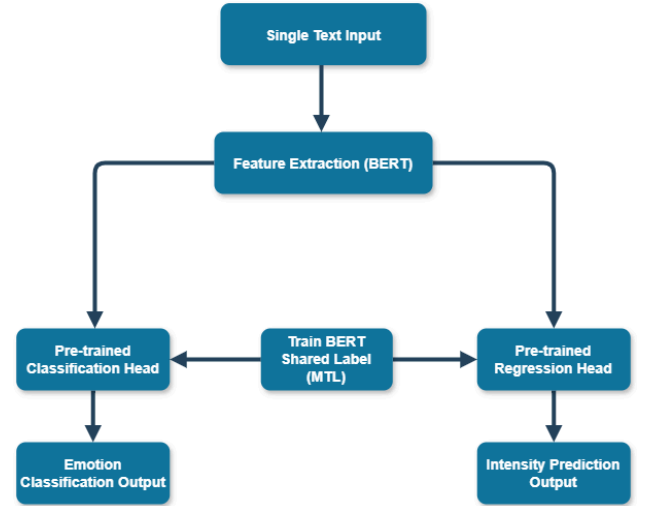 Single Text Input
Feature Extraction (BERT)
Pre-trained
Classification Head
Train BERT
Shared Label
(MTL)
Pre-trained
Regression Head
Emotion
Classification Output
Intensity Prediction
Output